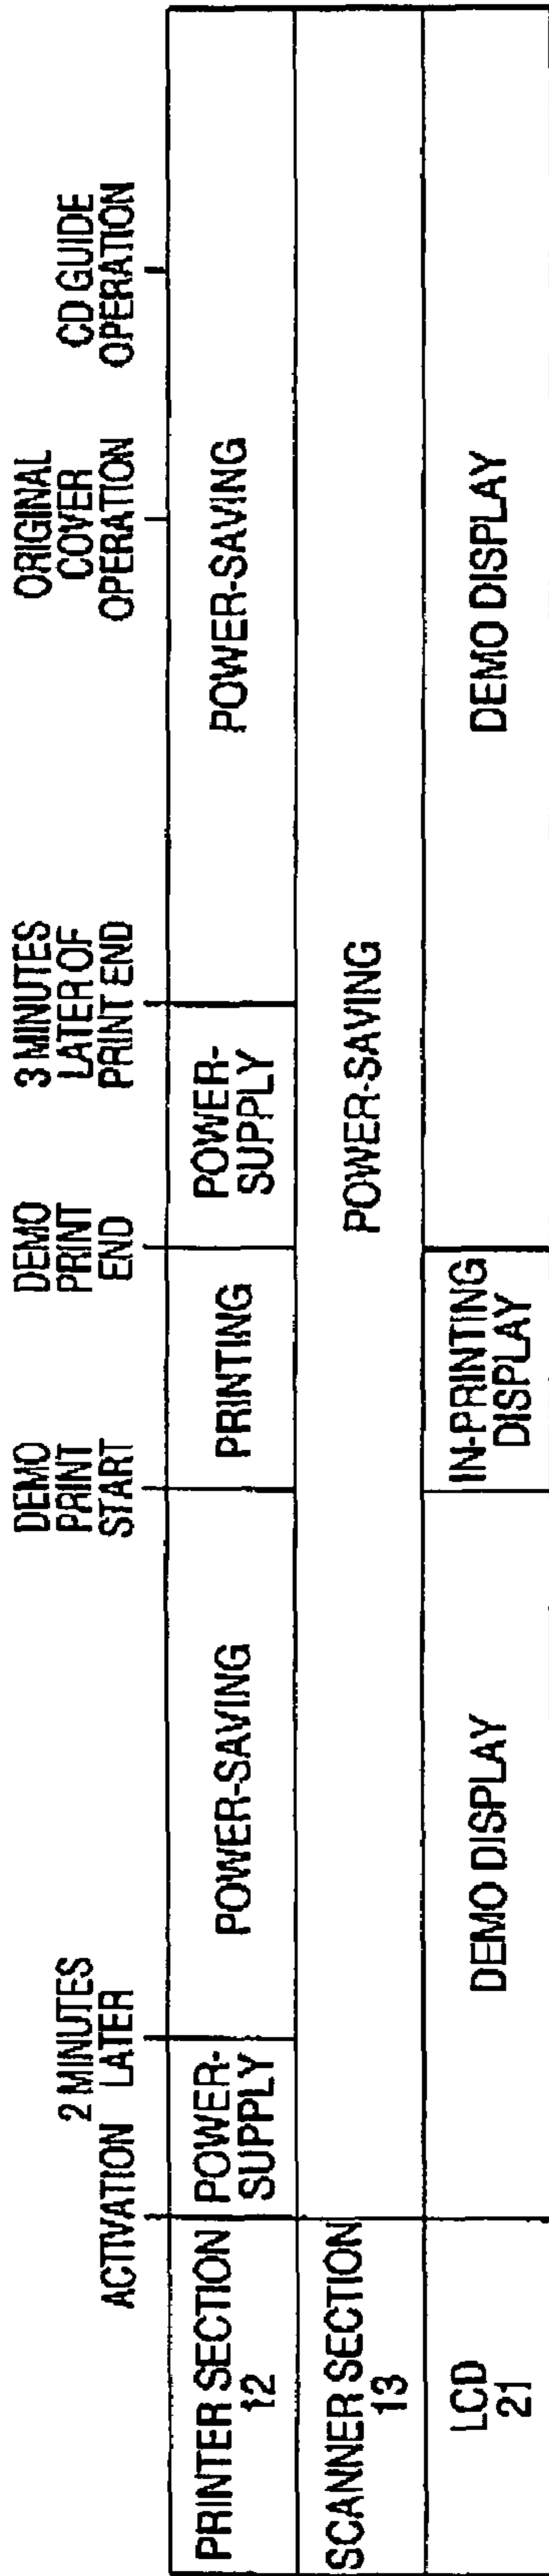 ACTIVATION
2 MINUTES
LATER
DEMO
PRINT
START
DEMO
PRINT
END
3 MINUTES
LATER OF
PRINT END
ORIGINAL
COVER
OPERATION
CD GUIDE
OPERATION
PRINTER SECTION
12
POWER-
SUPPLY
POWER-SAVING
PRINTING
POWER-
SUPPLY
POWER-SAVING
SCANNER SECTION
13
POWER-SAVING
LCD
21
DEMO DISPLAY
IN-PRINTING
DISPLAY
DEMO DISPLAY